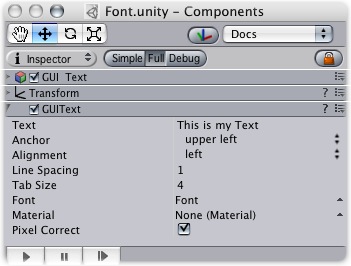 Font.unity – Components
Docs
i Inspector Simple Full Debug
GUI Text
Transform ?
GUIText ?
Text This is my Text
Anchor upper left
Alignment left
Line Spacing 1
Tab Size 4
Font Font
Material None (Material)
Pixel Correct